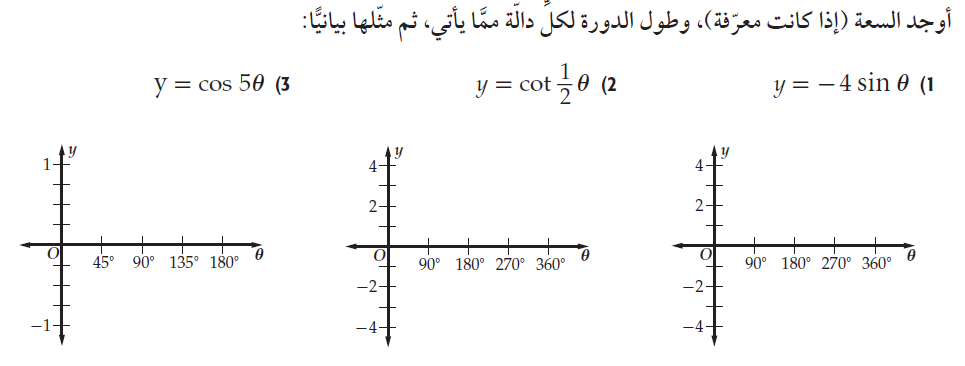 أوجد السعة (إذا كانت معرّفة)، وطول الدورة لكلِّ دالّة ممَّا يأتي، ثم مثّلها بيانيًّا:
1) y = −4 sin θ
2) y = cot 1/2 θ
3) y = cos 5θ
y
4
2
O
90° 180° 270° 360° θ
−2
−4
y
4
2
O
90° 180° 270° 360° θ
−2
−4
y
1
O
45° 90° 135° 180° θ
−1